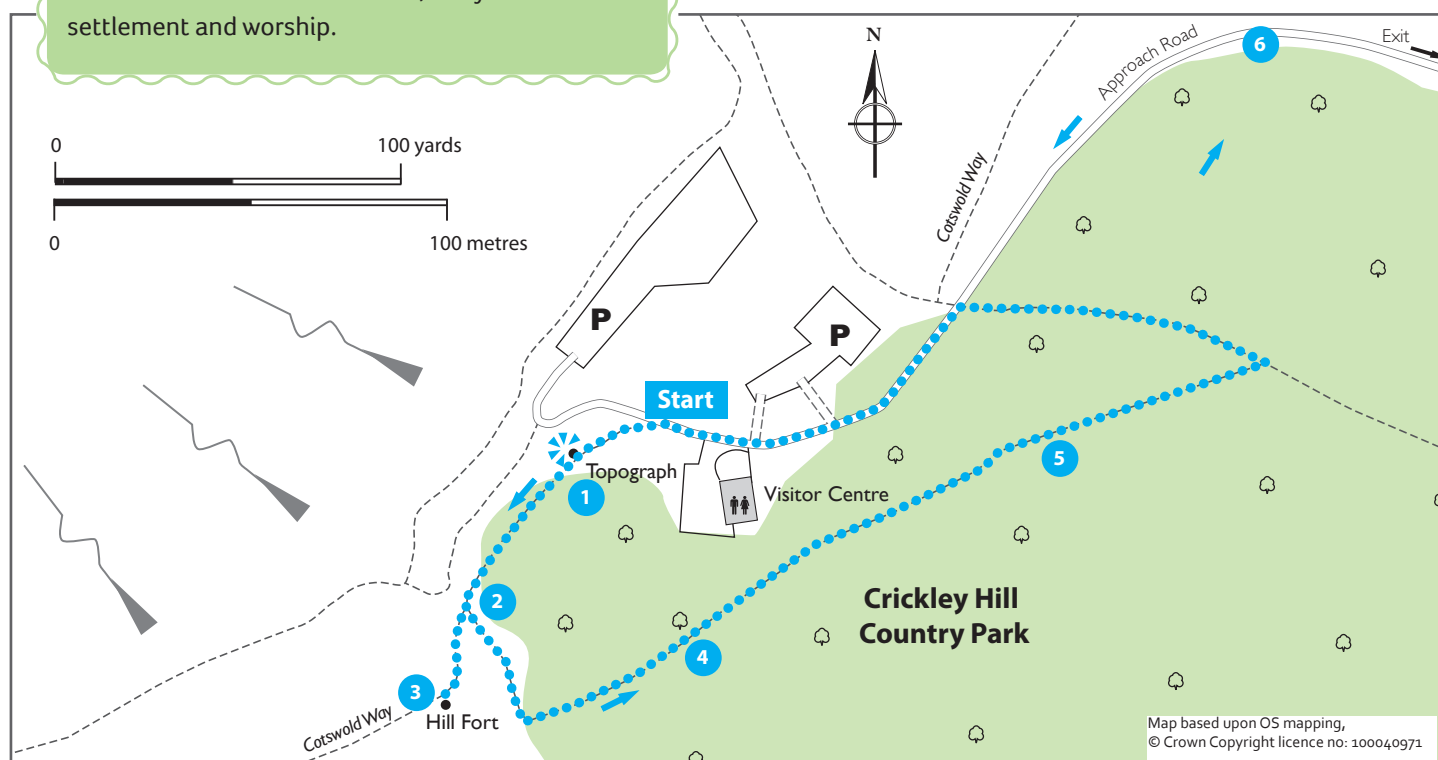 settlement and worship.
N
Approach Road
6
Exit
0
100 yards
0
100 metres
Cotswold Way
P
P
Start
Topograph
1
Visitor Centre
5
2
Crickley Hill
Country Park
4
3
Hill Fort
Cotswold Way
Map based upon OS mapping,
© Crown Copyright licence no: 100040971